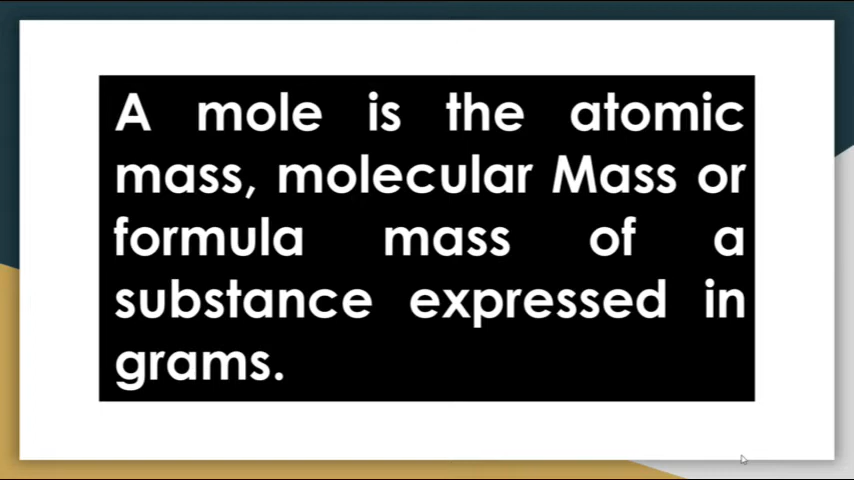 A mole is the atomic
mass, molecular Mass or
formula mass of a
substance expressed in
grams.